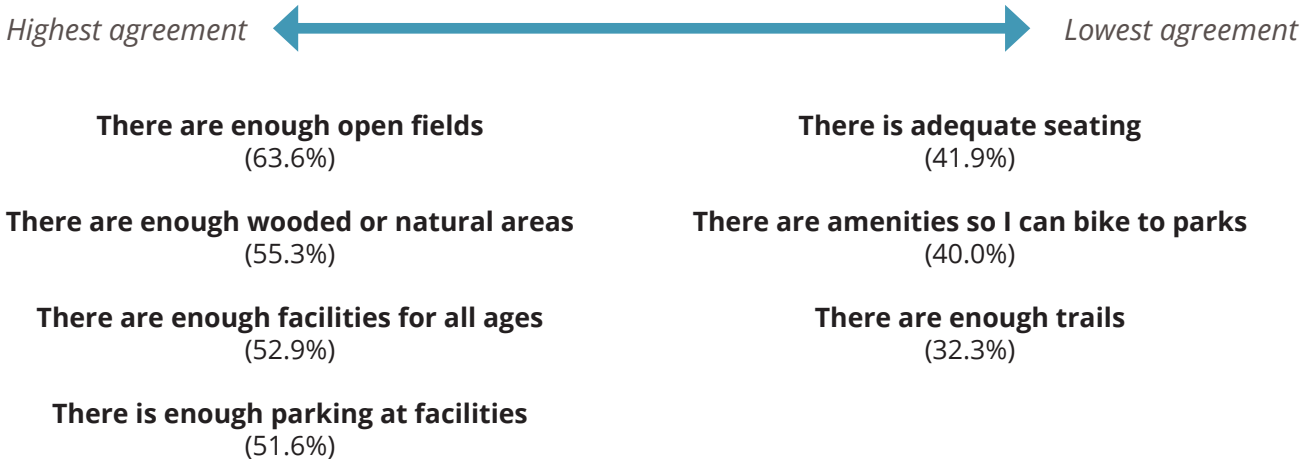 Highest agreement
Lowest agreement
There are enough open fields
(63.6%)
There are enough wooded or natural areas
(55.3%)
There are enough facilities for all ages
(52.9%)
There is enough parking at facilities
(51.6%)
There is adequate seating
(41.9%)
There are amenities so I can bike to parks
(40.0%)
There are enough trails
(32.3%)